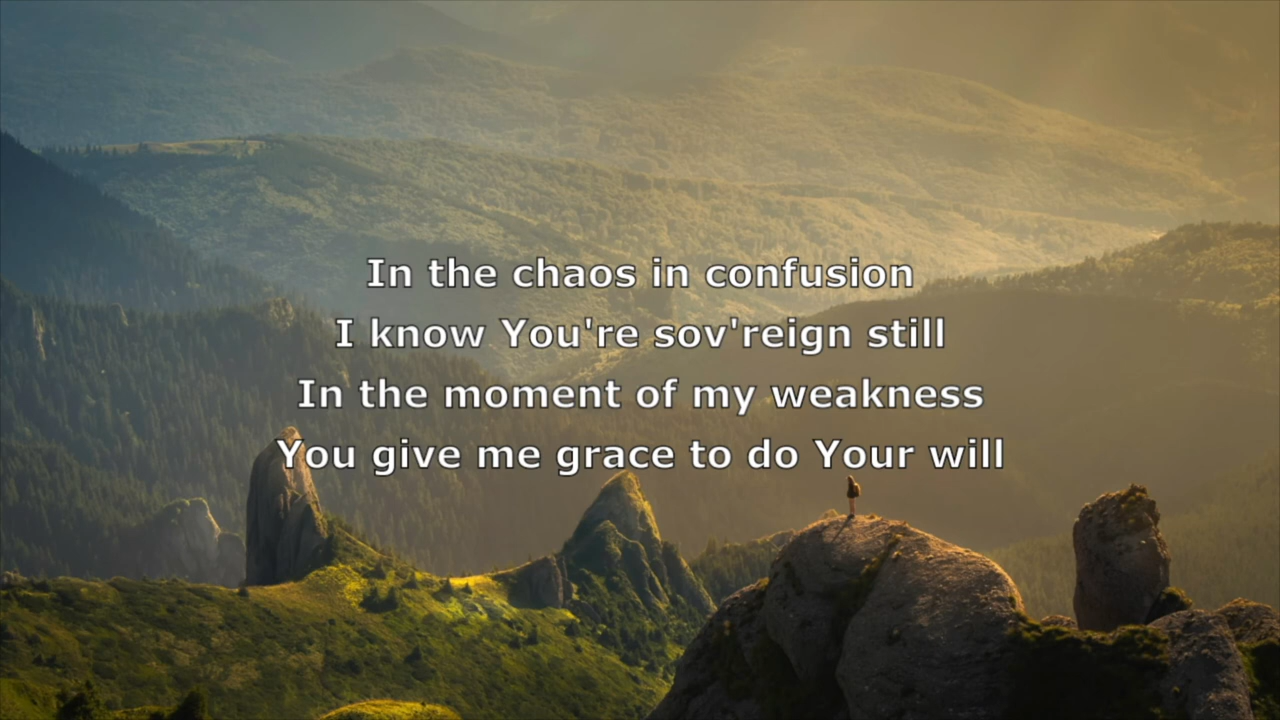 In the chaos in confusion
I know You're sov'reign still
In the moment of my weakness
You give me grace to do Your will